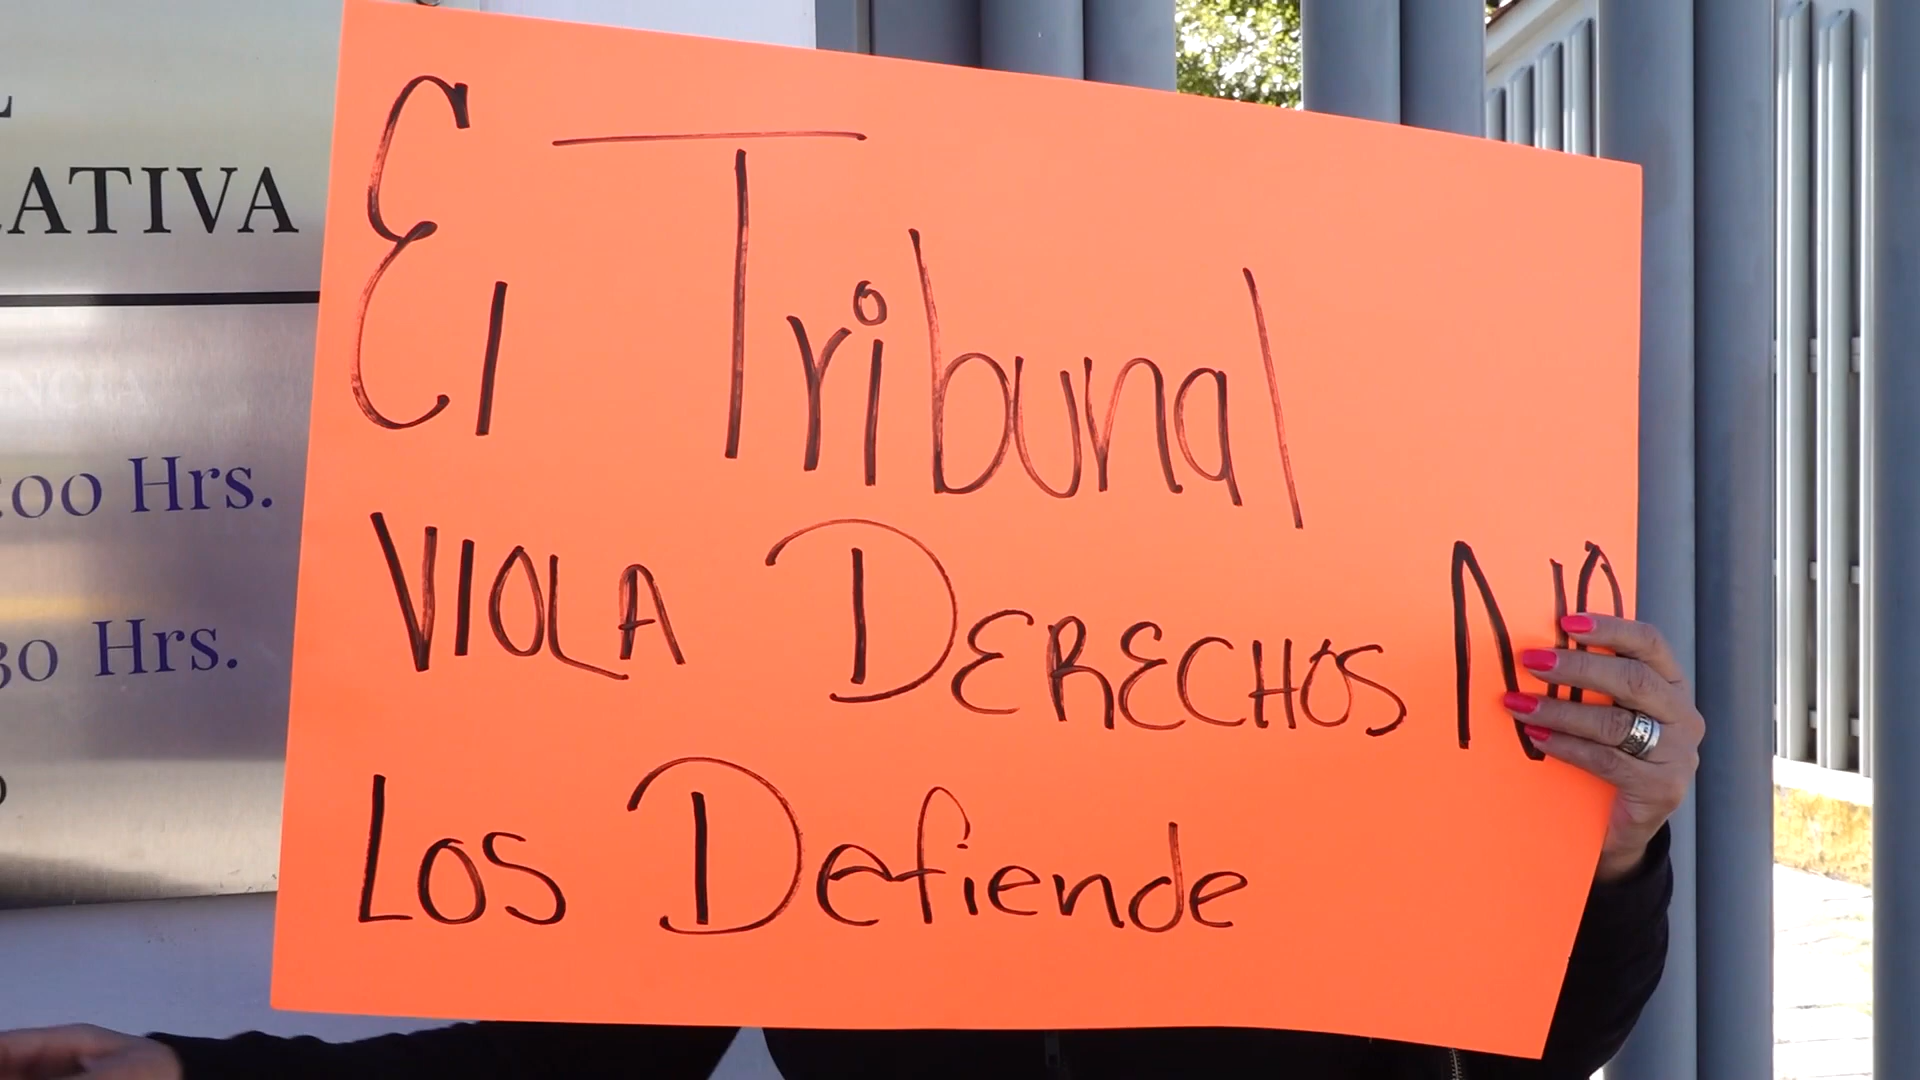 El Tribunal
VIOLA DERECHOS NO
LOS Defiende
ATIVA
:00 Hrs.
30 Hrs.